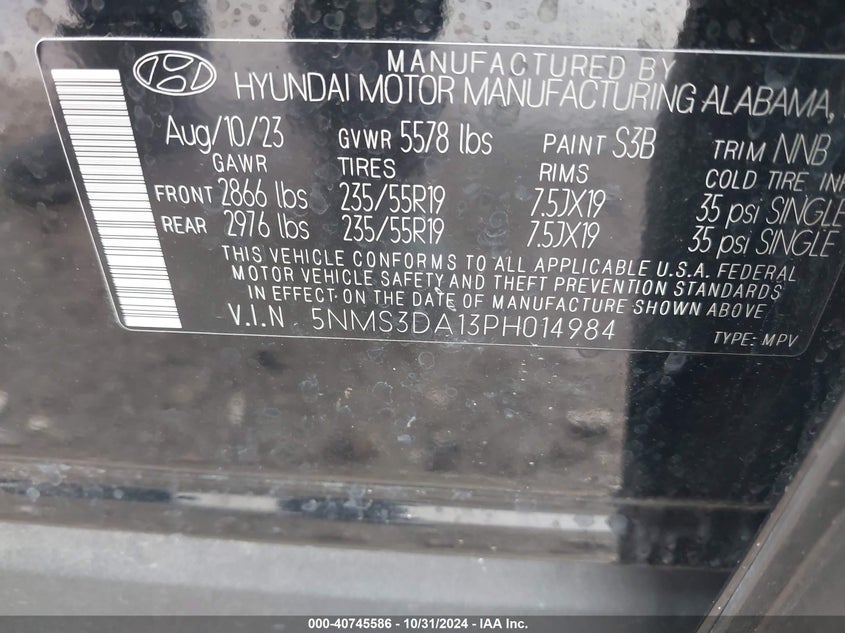 MANUFACTURED BY
HYUNDAI MOTOR MANUFACTURING ALABAMA,
Aug/10/23 GVWR 5578 lbs PAINT S3B TRIM NNB
GAWR TIRES RIMS COLD TIRE
FRONT 2866 lbs 235/55R19 7.5JX19 35 psi SINGLE
REAR 2976 lbs 235/55R19 7.5JX19 35 psi SINGLE
THIS VEHICLE CONFORMS TO ALL APPLICABLE U.S.A. FEDERAL
MOTOR VEHICLE SAFETY AND THEFT PREVENTION STANDARDS
IN EFFECT ON THE DATE OF MANUFACTURE SHOWN ABOVE
V.I.N 5NMS3DA13PH014984 TYPE: MPV
000-40745586 - 10/31/2024 - IAA Inc.